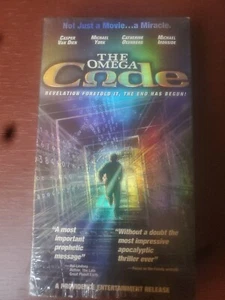 Not Just a Movie...a Miracle.
CASPER VAN DIEN
MICHAEL YORK
CATHERINE OXENBERG
MICHAEL IRONSIDE
THE OMEGA
CΩDE
REVELATION FORETOLD IT, THE END HAS BEGUN!
"A most
important
prophetic
message"
"Without a doubt the
most impressive
apocalyptic
thriller ever"
A PROVIDENCE ENTERTAINMENT RELEASE